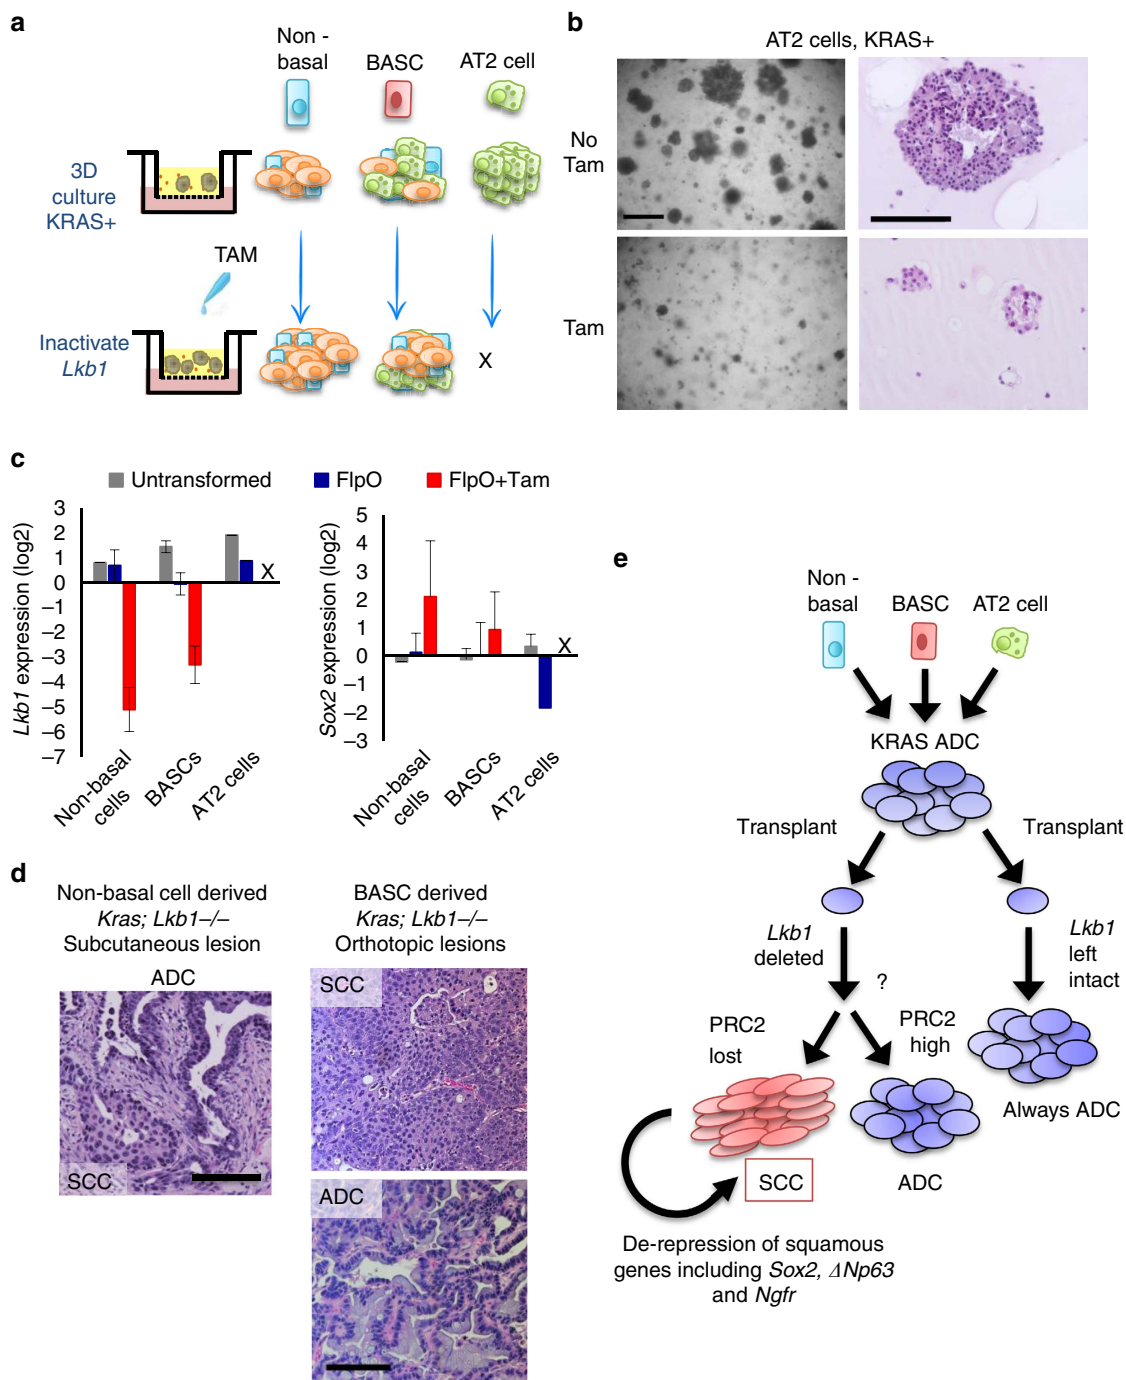 a
Non -
basal
BASC
AT2 cell
3D
culture
KRAS+
TAM
Inactivate
Lkb1
X
b
AT2 cells, KRAS+
No
Tam
Tam
c
Untransformed
FlpO
FlpO+Tam
Lkb1 expression (log2)
3
2
1
0
–1
–2
–3
–4
–5
–6
–7
X
Non-basal
cells
BASCs
AT2 cells
Sox2 expression (log2)
5
4
3
2
1
0
–1
–2
–3
X
Non-basal
cells
BASCs
AT2 cells
d
Non-basal cell derived
Kras; Lkb1–/–
Subcutaneous lesion
ADC
SCC
BASC derived
Kras; Lkb1–/–
Orthotopic lesions
SCC
ADC
e
Non -
basal
BASC
AT2 cell
KRAS ADC
Transplant
Transplant
Lkb1
deleted
Lkb1
left
intact
?
PRC2
lost
PRC2
high
Always ADC
SCC
ADC
De-repression of squamous
genes including Sox2, ΔNp63
and Ngfr